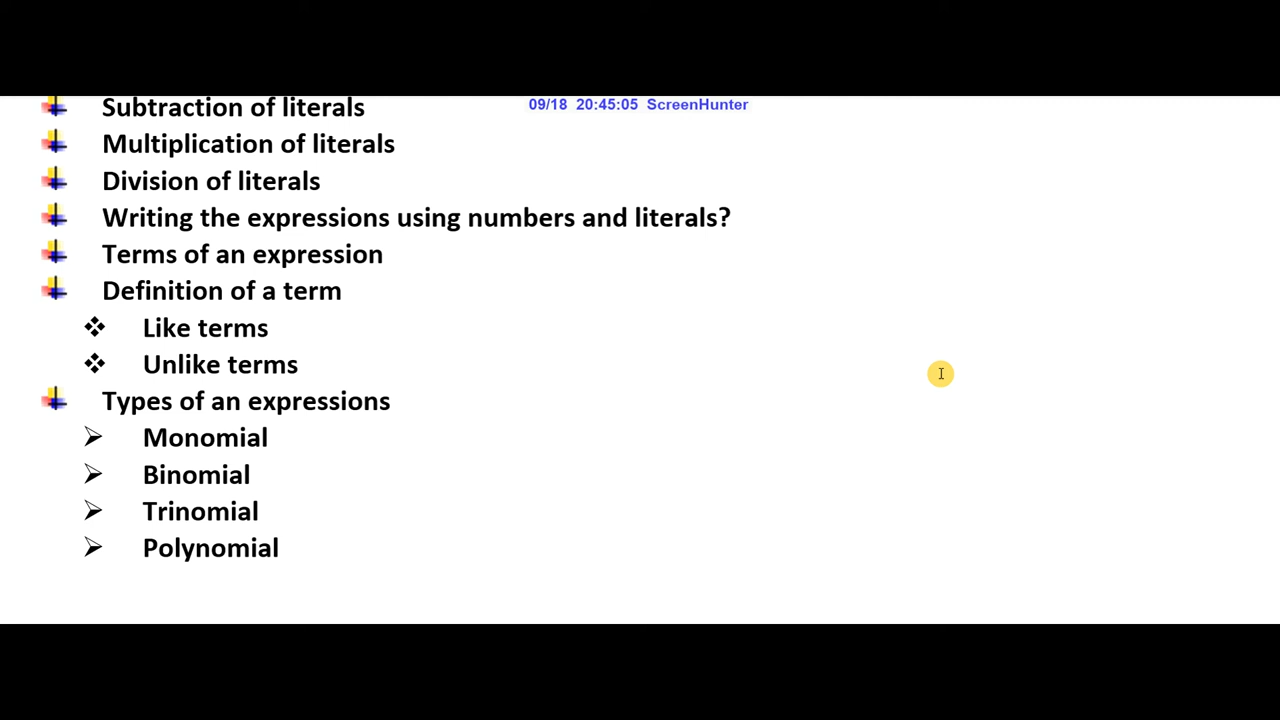 09/18 20:45:05 ScreenHunter
Subtraction of literals
Multiplication of literals
Division of literals
Writing the expressions using numbers and literals?
Terms of an expression
Definition of a term
Like terms
Unlike terms
Types of an expressions
Monomial
Binomial
Trinomial
Polynomial